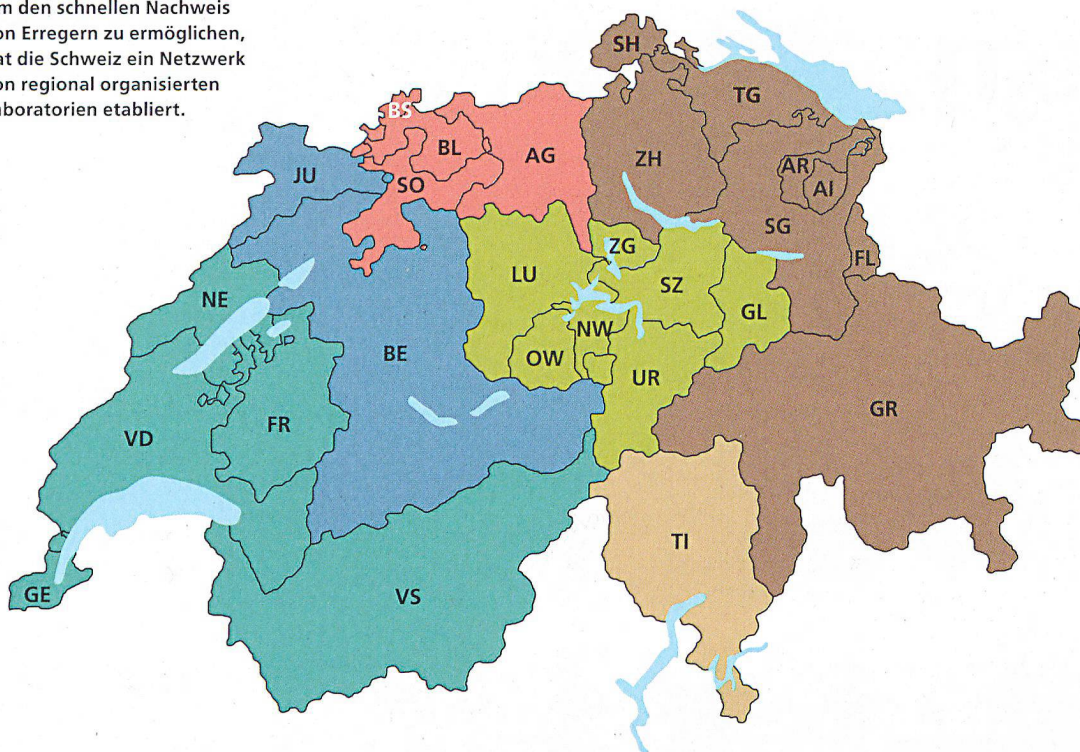 m den schnellen Nachweis
on Erregern zu ermöglichen,
at die Schweiz ein Netzwerk
on regional organisierten
aboratorien etabliert.
SH
TG
BS
BL
AG
ZH
AR
AI
JU
SO
SG
ZG
FL
LU
SZ
NE
GL
NW
BE
OW
UR
GR
FR
VD
TI
GE
VS